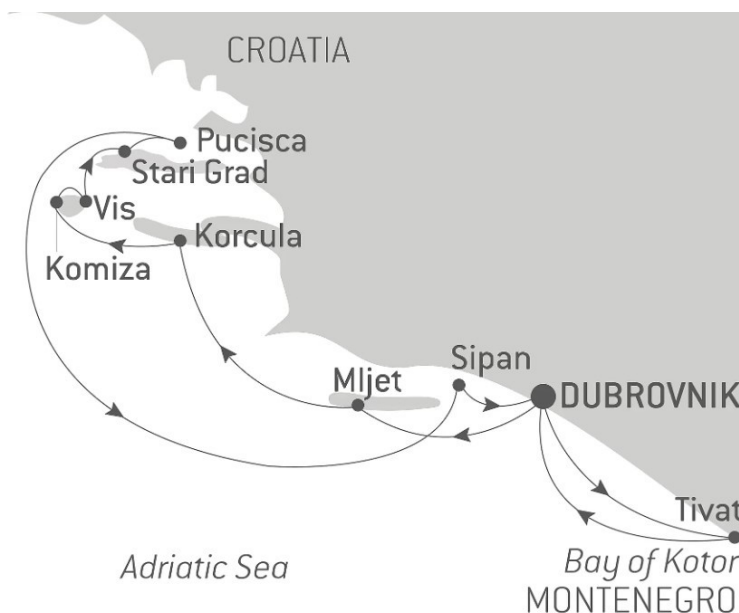 CROATIA
Pucisca
Stari Grad
Vis
Korcula
Komiza
Sipan
Mljet
DUBROVNIK
Tivat
Adriatic Sea
Bay of Kotor
MONTENEGRO